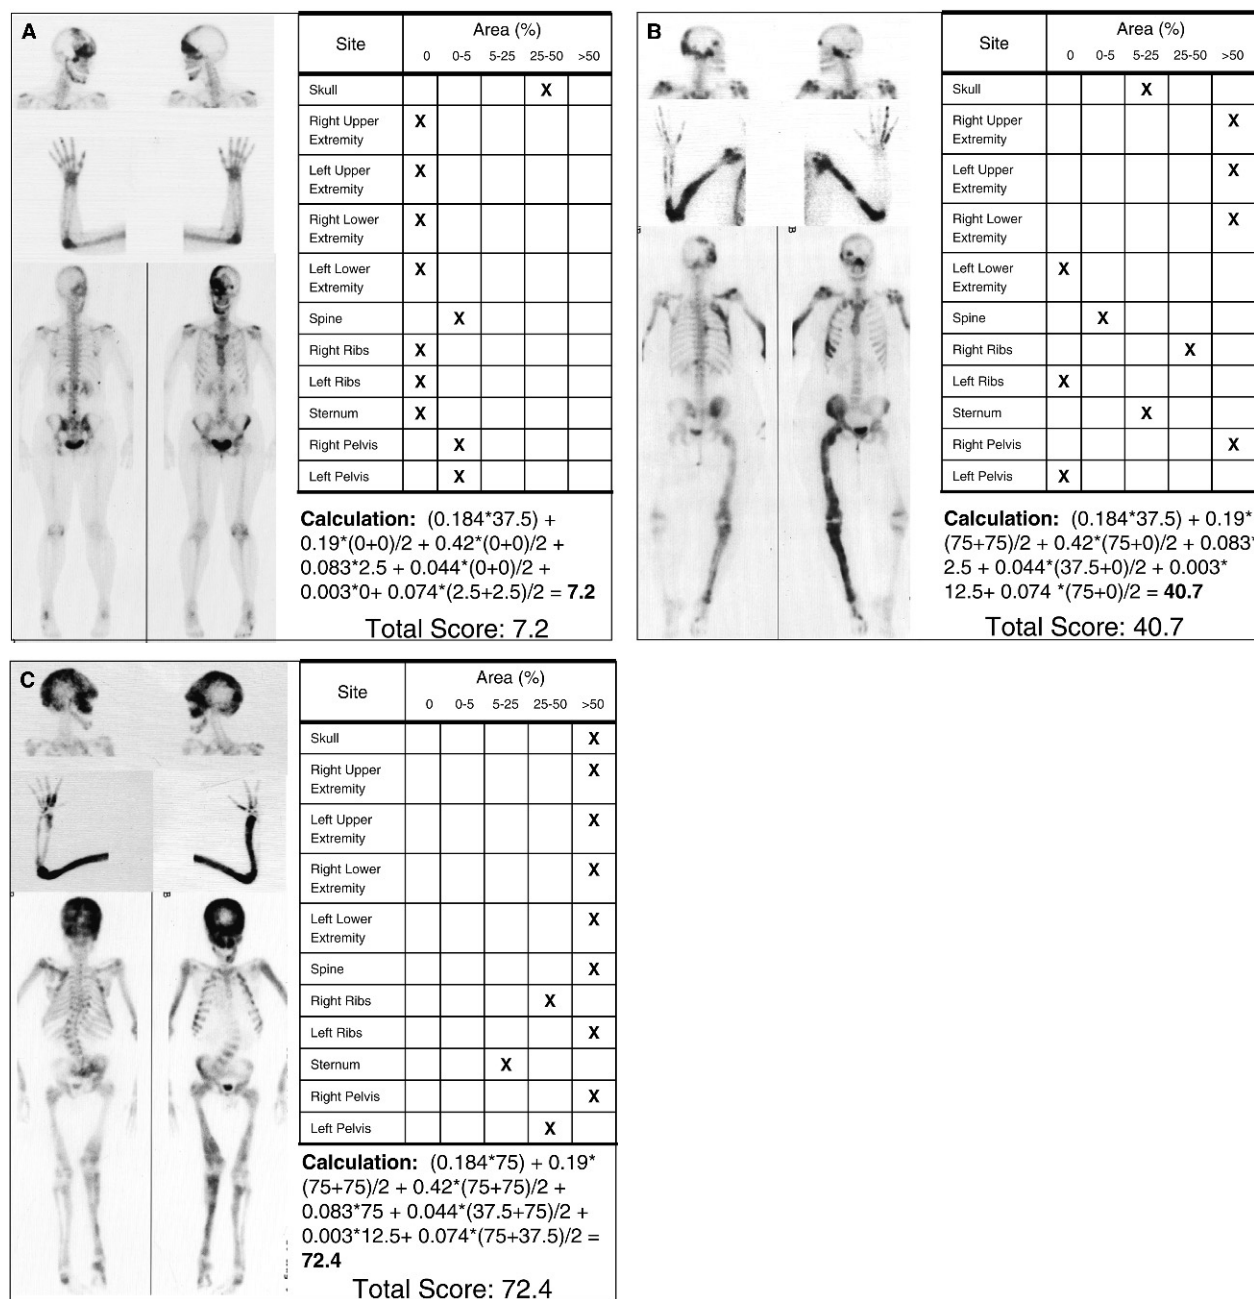 A
Site
Area (%)
0 0-5 5-25 25-50 >50
Skull X
Right Upper X
Extremity
Left Upper X
Extremity
Right Lower X
Extremity
Left Lower X
Extremity
Spine X
Right Ribs X
Left Ribs X
Sternum X
Right Pelvis X
Left Pelvis X
Calculation: (0.184*37.5) +
0.19*(0+0)/2 + 0.42*(0+0)/2 +
0.083*2.5 + 0.044*(0+0)/2 +
0.003*0+ 0.074*(2.5+2.5)/2 = 7.2
Total Score: 7.2
B
B
Site
Area (%)
0 0-5 5-25 25-50 >50
Skull X
Right Upper X
Extremity
Left Upper X
Extremity
Right Lower X
Extremity
Left Lower X
Extremity
Spine X
Right Ribs X
Left Ribs X
Sternum X
Right Pelvis X
Left Pelvis X
Calculation: (0.184*37.5) + 0.19*
(75+75)/2 + 0.42*(75+0)/2 + 0.083*
2.5 + 0.044*(37.5+0)/2 + 0.003*
12.5+ 0.074 *(75+0)/2 = 40.7
Total Score: 40.7
C
B
Site
Area (%)
0 0-5 5-25 25-50 >50
Skull X
Right Upper X
Extremity
Left Upper X
Extremity
Right Lower X
Extremity
Left Lower X
Extremity
Spine X
Right Ribs X
Left Ribs X
Sternum X
Right Pelvis X
Left Pelvis X
Calculation: (0.184*75) + 0.19*
(75+75)/2 + 0.42*(75+75)/2 +
0.083*75 + 0.044*(37.5+75)/2 +
0.003*12.5+ 0.074*(75+37.5)/2 =
72.4
Total Score: 72.4